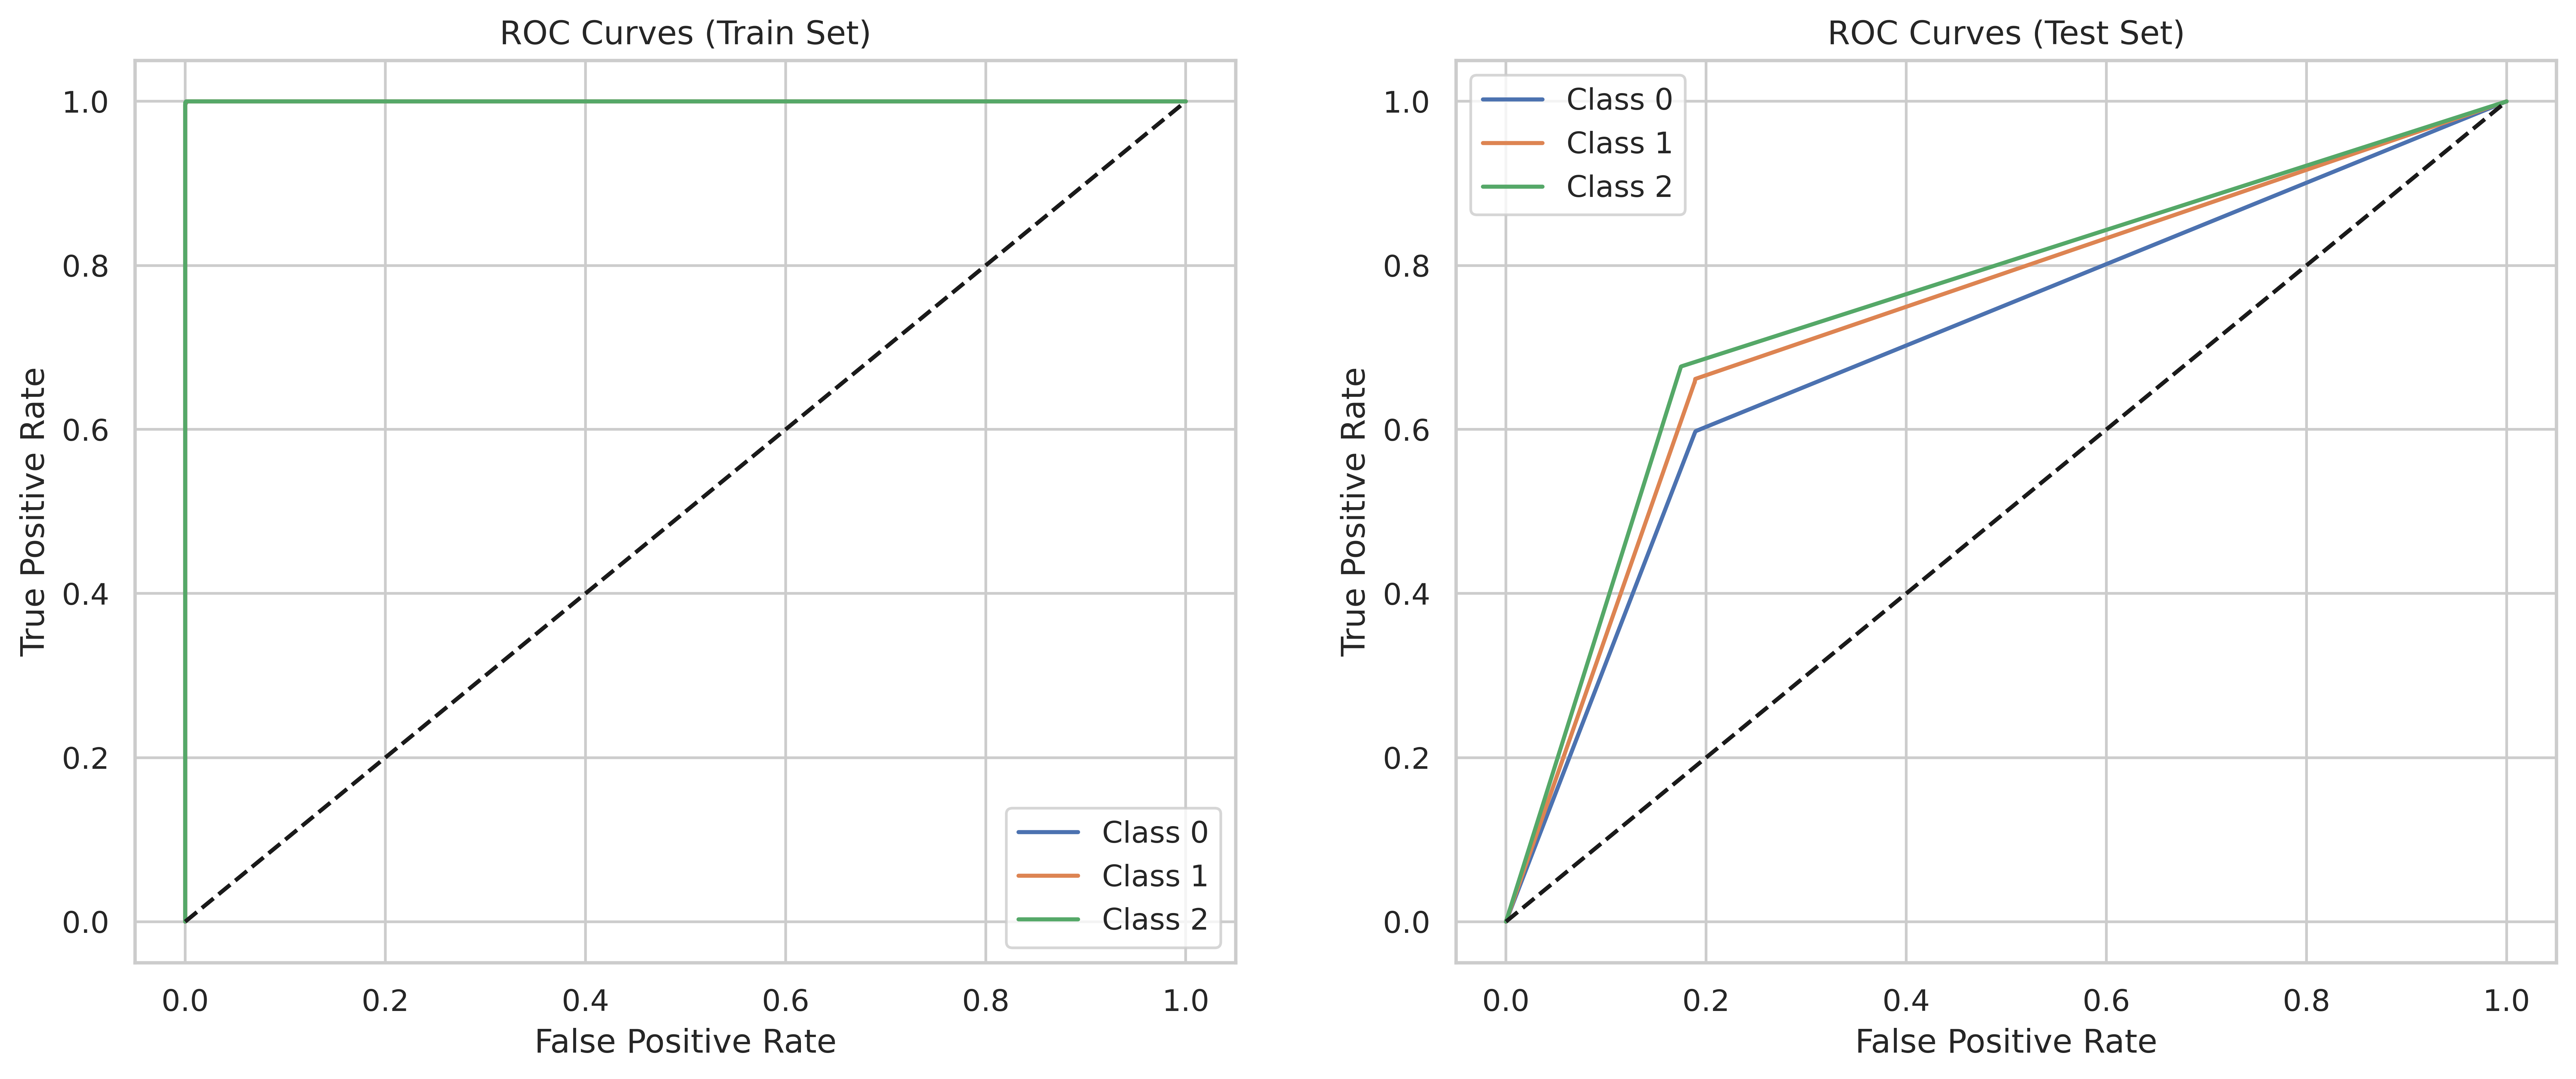 ROC Curves (Train Set)
True Positive Rate
1.0
0.8
0.6
0.4
0.2
0.0
Class 0
Class 1
Class 2
0.0 0.2 0.4 0.6 0.8 1.0
False Positive Rate
ROC Curves (Test Set)
True Positive Rate
1.0
0.8
0.6
0.4
0.2
0.0
Class 0
Class 1
Class 2
0.0 0.2 0.4 0.6 0.8 1.0
False Positive Rate